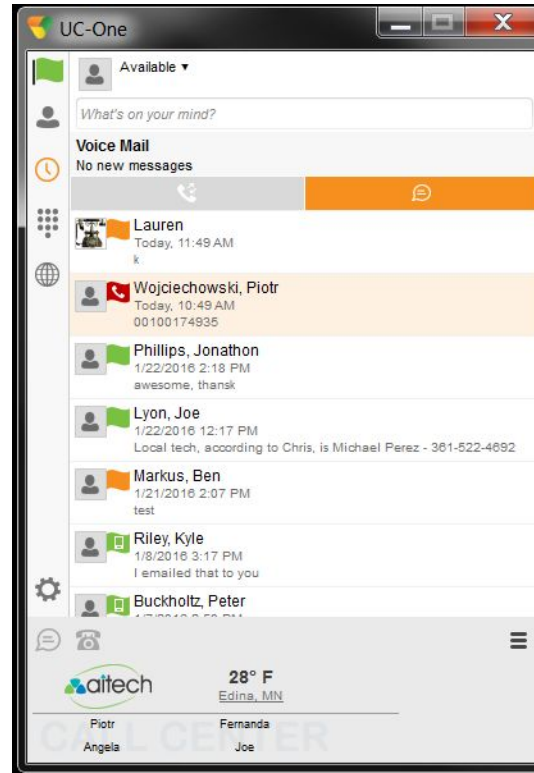 UC-One
Available ▾
What's on your mind?
Voice Mail
No new messages
Lauren
Today, 11:49 AM
k
Wojciechowski, Piotr
Today, 10:49 AM
00100174935
Phillips, Jonathon
1/22/2016 2:18 PM
awesome, thansk
Lyon, Joe
1/22/2016 12:17 PM
Local tech, according to Chris, is Michael Perez - 361-522-4692
Markus, Ben
1/21/2016 2:07 PM
test
Riley, Kyle
1/8/2016 3:17 PM
I emailed that to you
Buckholtz, Peter
aitech
28° F
Edina, MN
Piotr Fernanda
Angela Joe
CALL CENTER